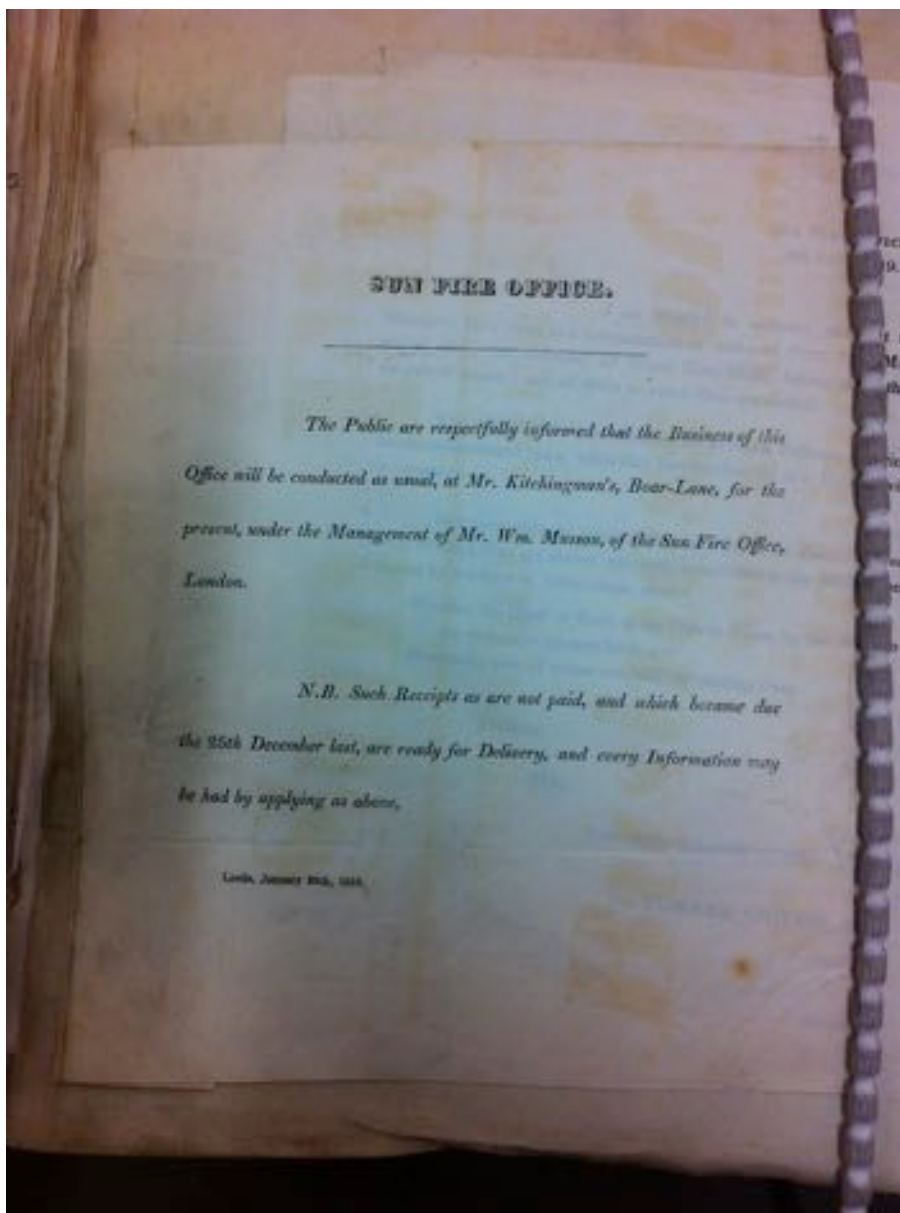 SUN FIRE OFFICE.
The Public are respectfully informed that the Business of this
Office will be conducted as usual, at Mr. Kitchingman's, Boar-Lane, for the
present, under the Management of Mr. Wm. Musson, of the Sun Fire Office,
London.
N.B. Such Receipts as are not paid, and which became due
the 25th December last, are ready for Delivery, and every Information may
be had by applying as above,
Leeds, January